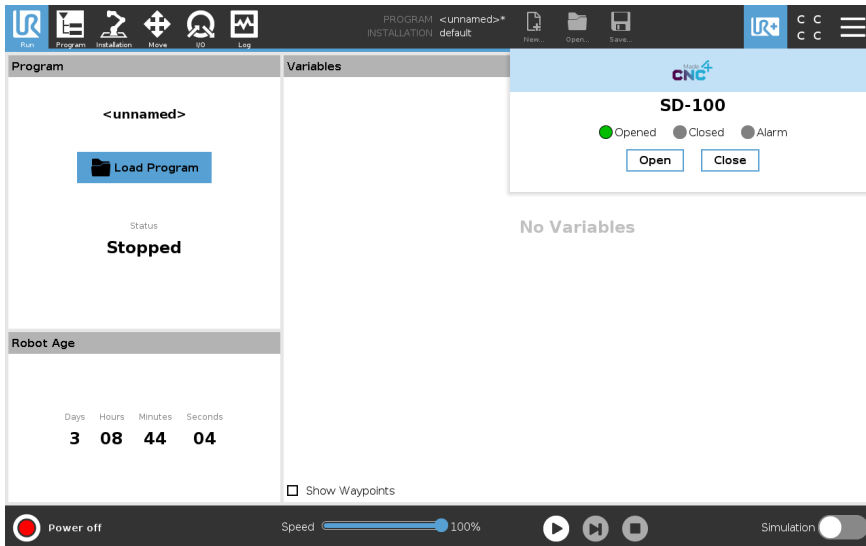 Run
Program
Installation
Move
I/O
Log
PROGRAM <unnamed>*
INSTALLATION default
New...
Open...
Save...
UR+
C C
C C
Program
<unnamed>
Load Program
Status
Stopped
Robot Age
Days Hours Minutes Seconds
3 08 44 04
Variables
No Variables
Show Waypoints
Made 4
CNC
SD-100
Opened Closed Alarm
Open Close
Power off
Speed 100%
Simulation